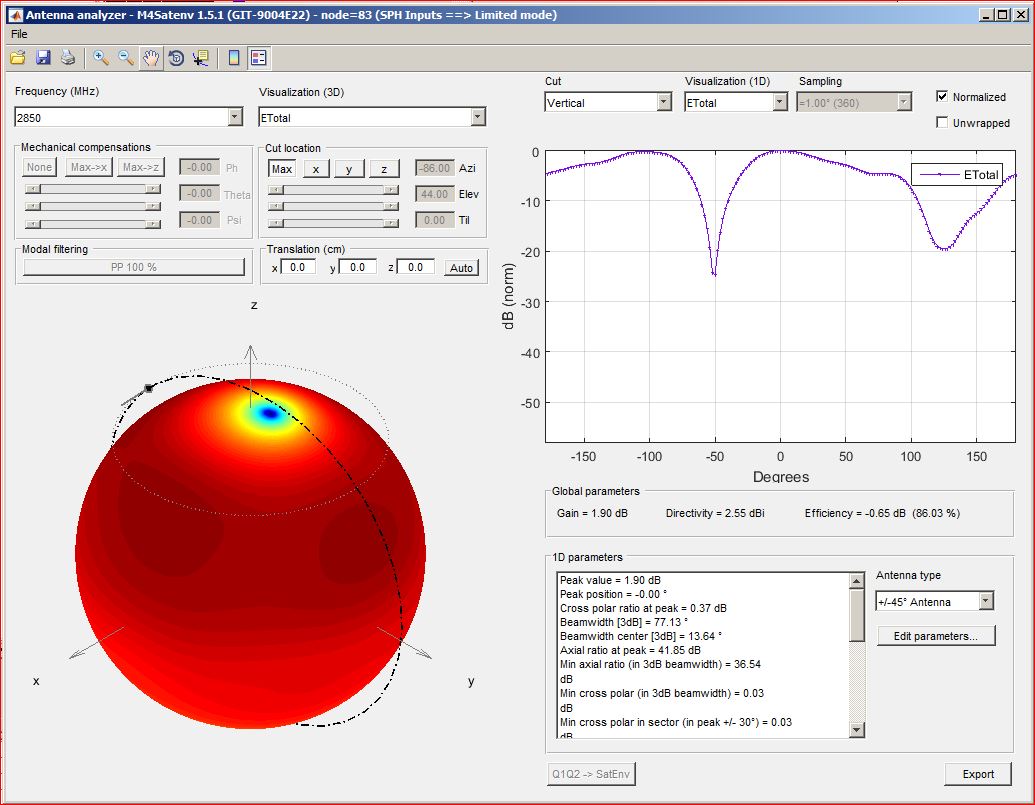 Antenna analyzer - M4Satenv 1.5.1 (GIT-9004E22) - node=83 (SPH Inputs ==> Limited mode)
File
Frequency (MHz)
2850
Visualization (3D)
ETotal
Mechanical compensations
None Max->x Max->z -0.00 Ph
-0.00 Theta
-0.00 Psi
Cut location
Max x y z -86.00 Azi
44.00 Elev
0.00 Til
Modal filtering
PP 100 %
Translation (cm)
x 0.0 y 0.0 z 0.0 Auto
z
x
y
Cut
Vertical
Visualization (1D)
ETotal
Sampling
=1.00° (360)
Normalized
Unwrapped
ETotal
0
-10
-20
-30
-40
-50
dB (norm)
-150 -100 -50 0 50 100 150
Degrees
Global parameters
Gain = 1.90 dB Directivity = 2.55 dBi Efficiency = -0.65 dB (86.03 %)
1D parameters
Peak value = 1.90 dB
Peak position = -0.00 °
Cross polar ratio at peak = 0.37 dB
Beamwidth [3dB] = 77.13 °
Beamwidth center [3dB] = 13.64 °
Axial ratio at peak = 41.85 dB
Min axial ratio (in 3dB beamwidth) = 36.54
dB
Min cross polar (in 3dB beamwidth) = 0.03
dB
Min cross polar in sector (in peak +/- 30°) = 0.03
dB
Antenna type
+/-45° Antenna
Edit parameters...
Q1Q2 -> SatEnv
Export